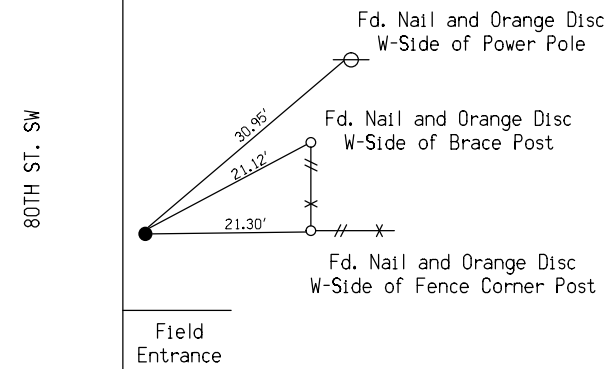 Fd. Nail and Orange Disc
W-Side of Power Pole
30.95'
Fd. Nail and Orange Disc
W-Side of Brace Post
21.12'
80TH ST. SW
21.30'
Fd. Nail and Orange Disc
W-Side of Fence Corner Post
Field
Entrance